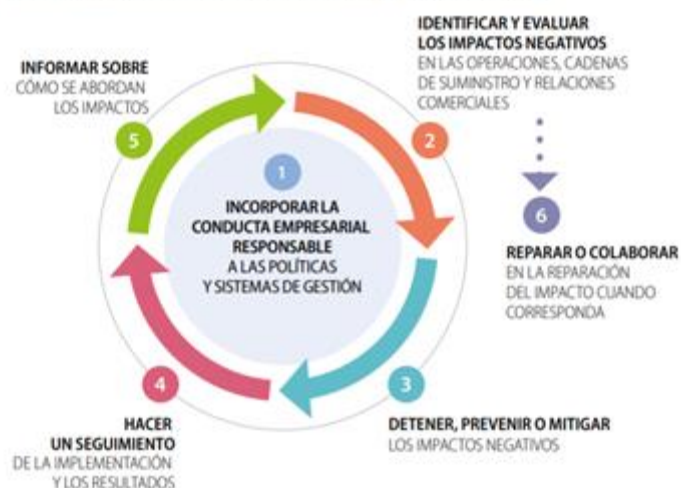 1
INCORPORAR LA
CONDUCTA EMPRESARIAL
RESPONSABLE
A LAS POLÍTICAS
Y SISTEMAS DE GESTIÓN
2
IDENTIFICAR Y EVALUAR
LOS IMPACTOS NEGATIVOS
EN LAS OPERACIONES, CADENAS
DE SUMINISTRO Y RELACIONES
COMERCIALES
3
DETENER, PREVENIR O MITIGAR
LOS IMPACTOS NEGATIVOS
4
HACER
UN SEGUIMIENTO
DE LA IMPLEMENTACIÓN
Y LOS RESULTADOS
5
INFORMAR SOBRE
CÓMO SE ABORDAN
LOS IMPACTOS
6
REPARAR O COLABORAR
EN LA REPARACIÓN
DEL IMPACTO CUANDO
CORRESPONDA